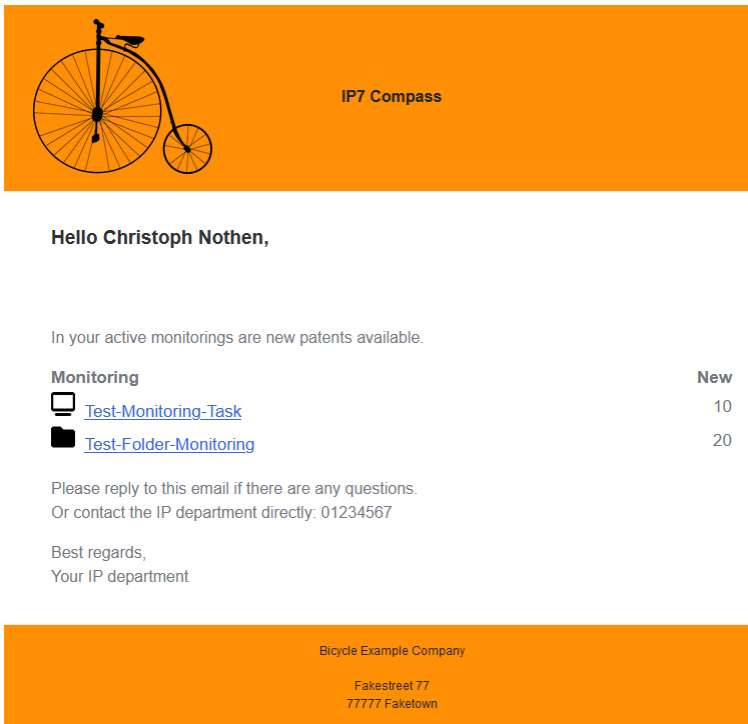 IP7 Compass
Hello Christoph Nothen,
In your active monitorings are new patents available.
Monitoring New
Test-Monitoring-Task 10
Test-Folder-Monitoring 20
Please reply to this email if there are any questions.
Or contact the IP department directly: 01234567
Best regards,
Your IP department
Bicycle Example Company
Fakestreet 77
77777 Faketown